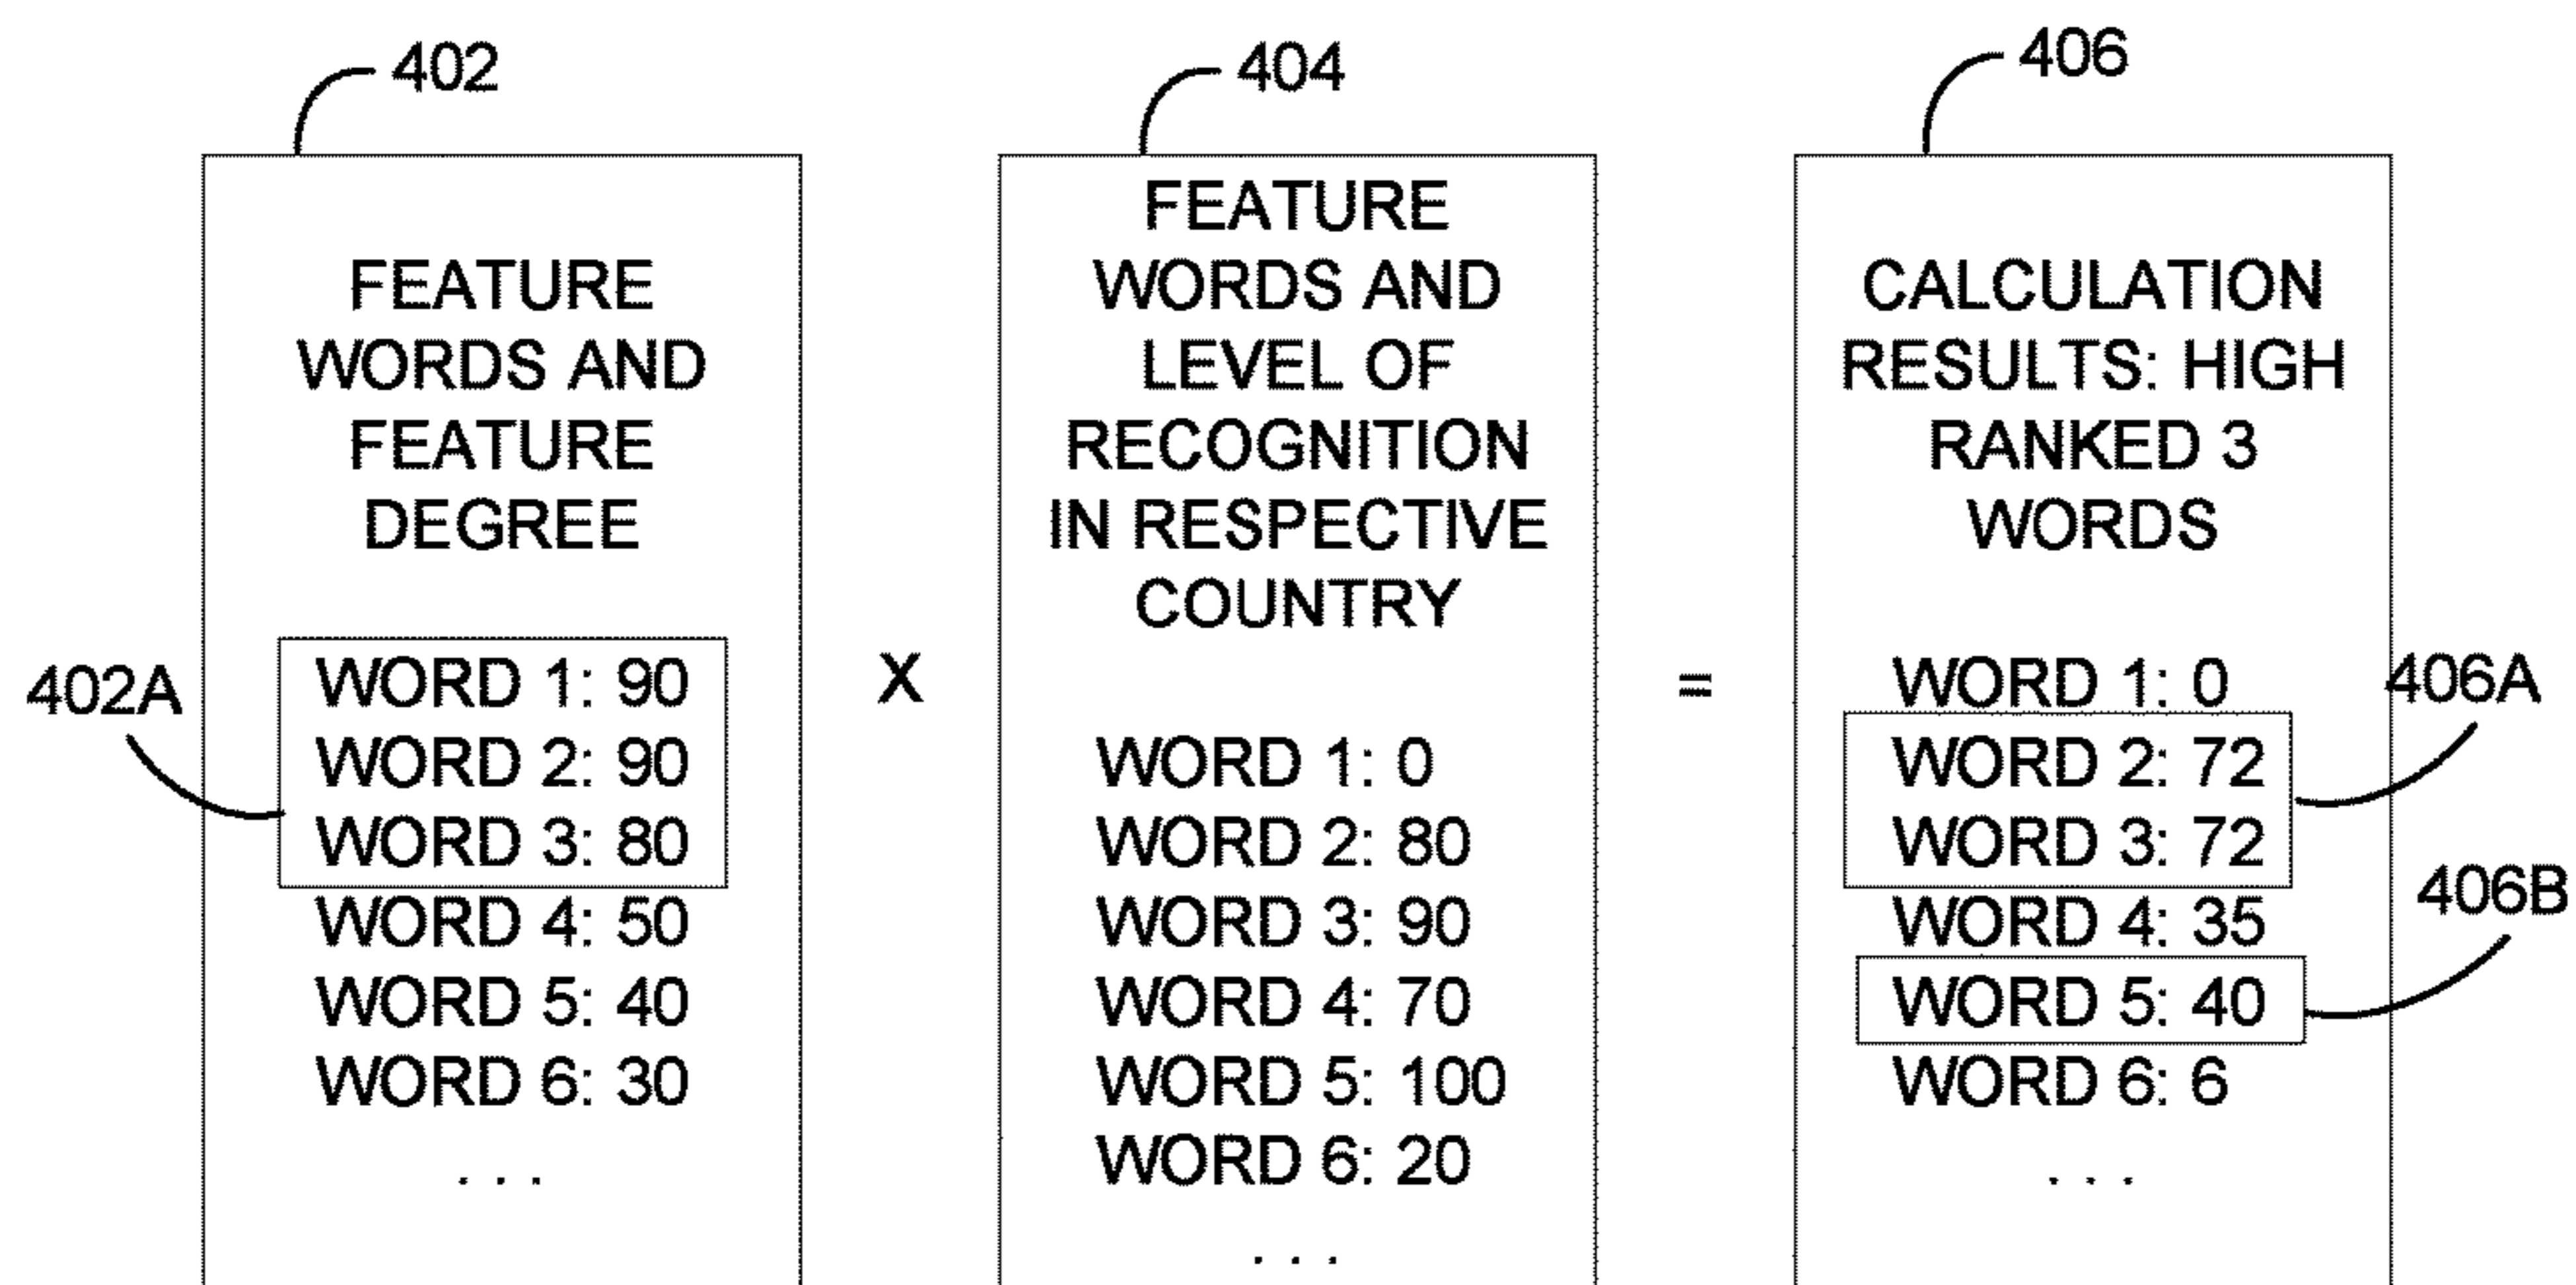 402
404
406
FEATURE
WORDS AND
FEATURE
DEGREE
402A
WORD 1: 90
WORD 2: 90
WORD 3: 80
WORD 4: 50
WORD 5: 40
WORD 6: 30
. . .
X
FEATURE
WORDS AND
LEVEL OF
RECOGNITION
IN RESPECTIVE
COUNTRY
WORD 1: 0
WORD 2: 80
WORD 3: 90
WORD 4: 70
WORD 5: 100
WORD 6: 20
. . .
=
CALCULATION
RESULTS: HIGH
RANKED 3
WORDS
WORD 1: 0
WORD 2: 72
WORD 3: 72
WORD 4: 35
WORD 5: 40
WORD 6: 6
. . .
406A
406B